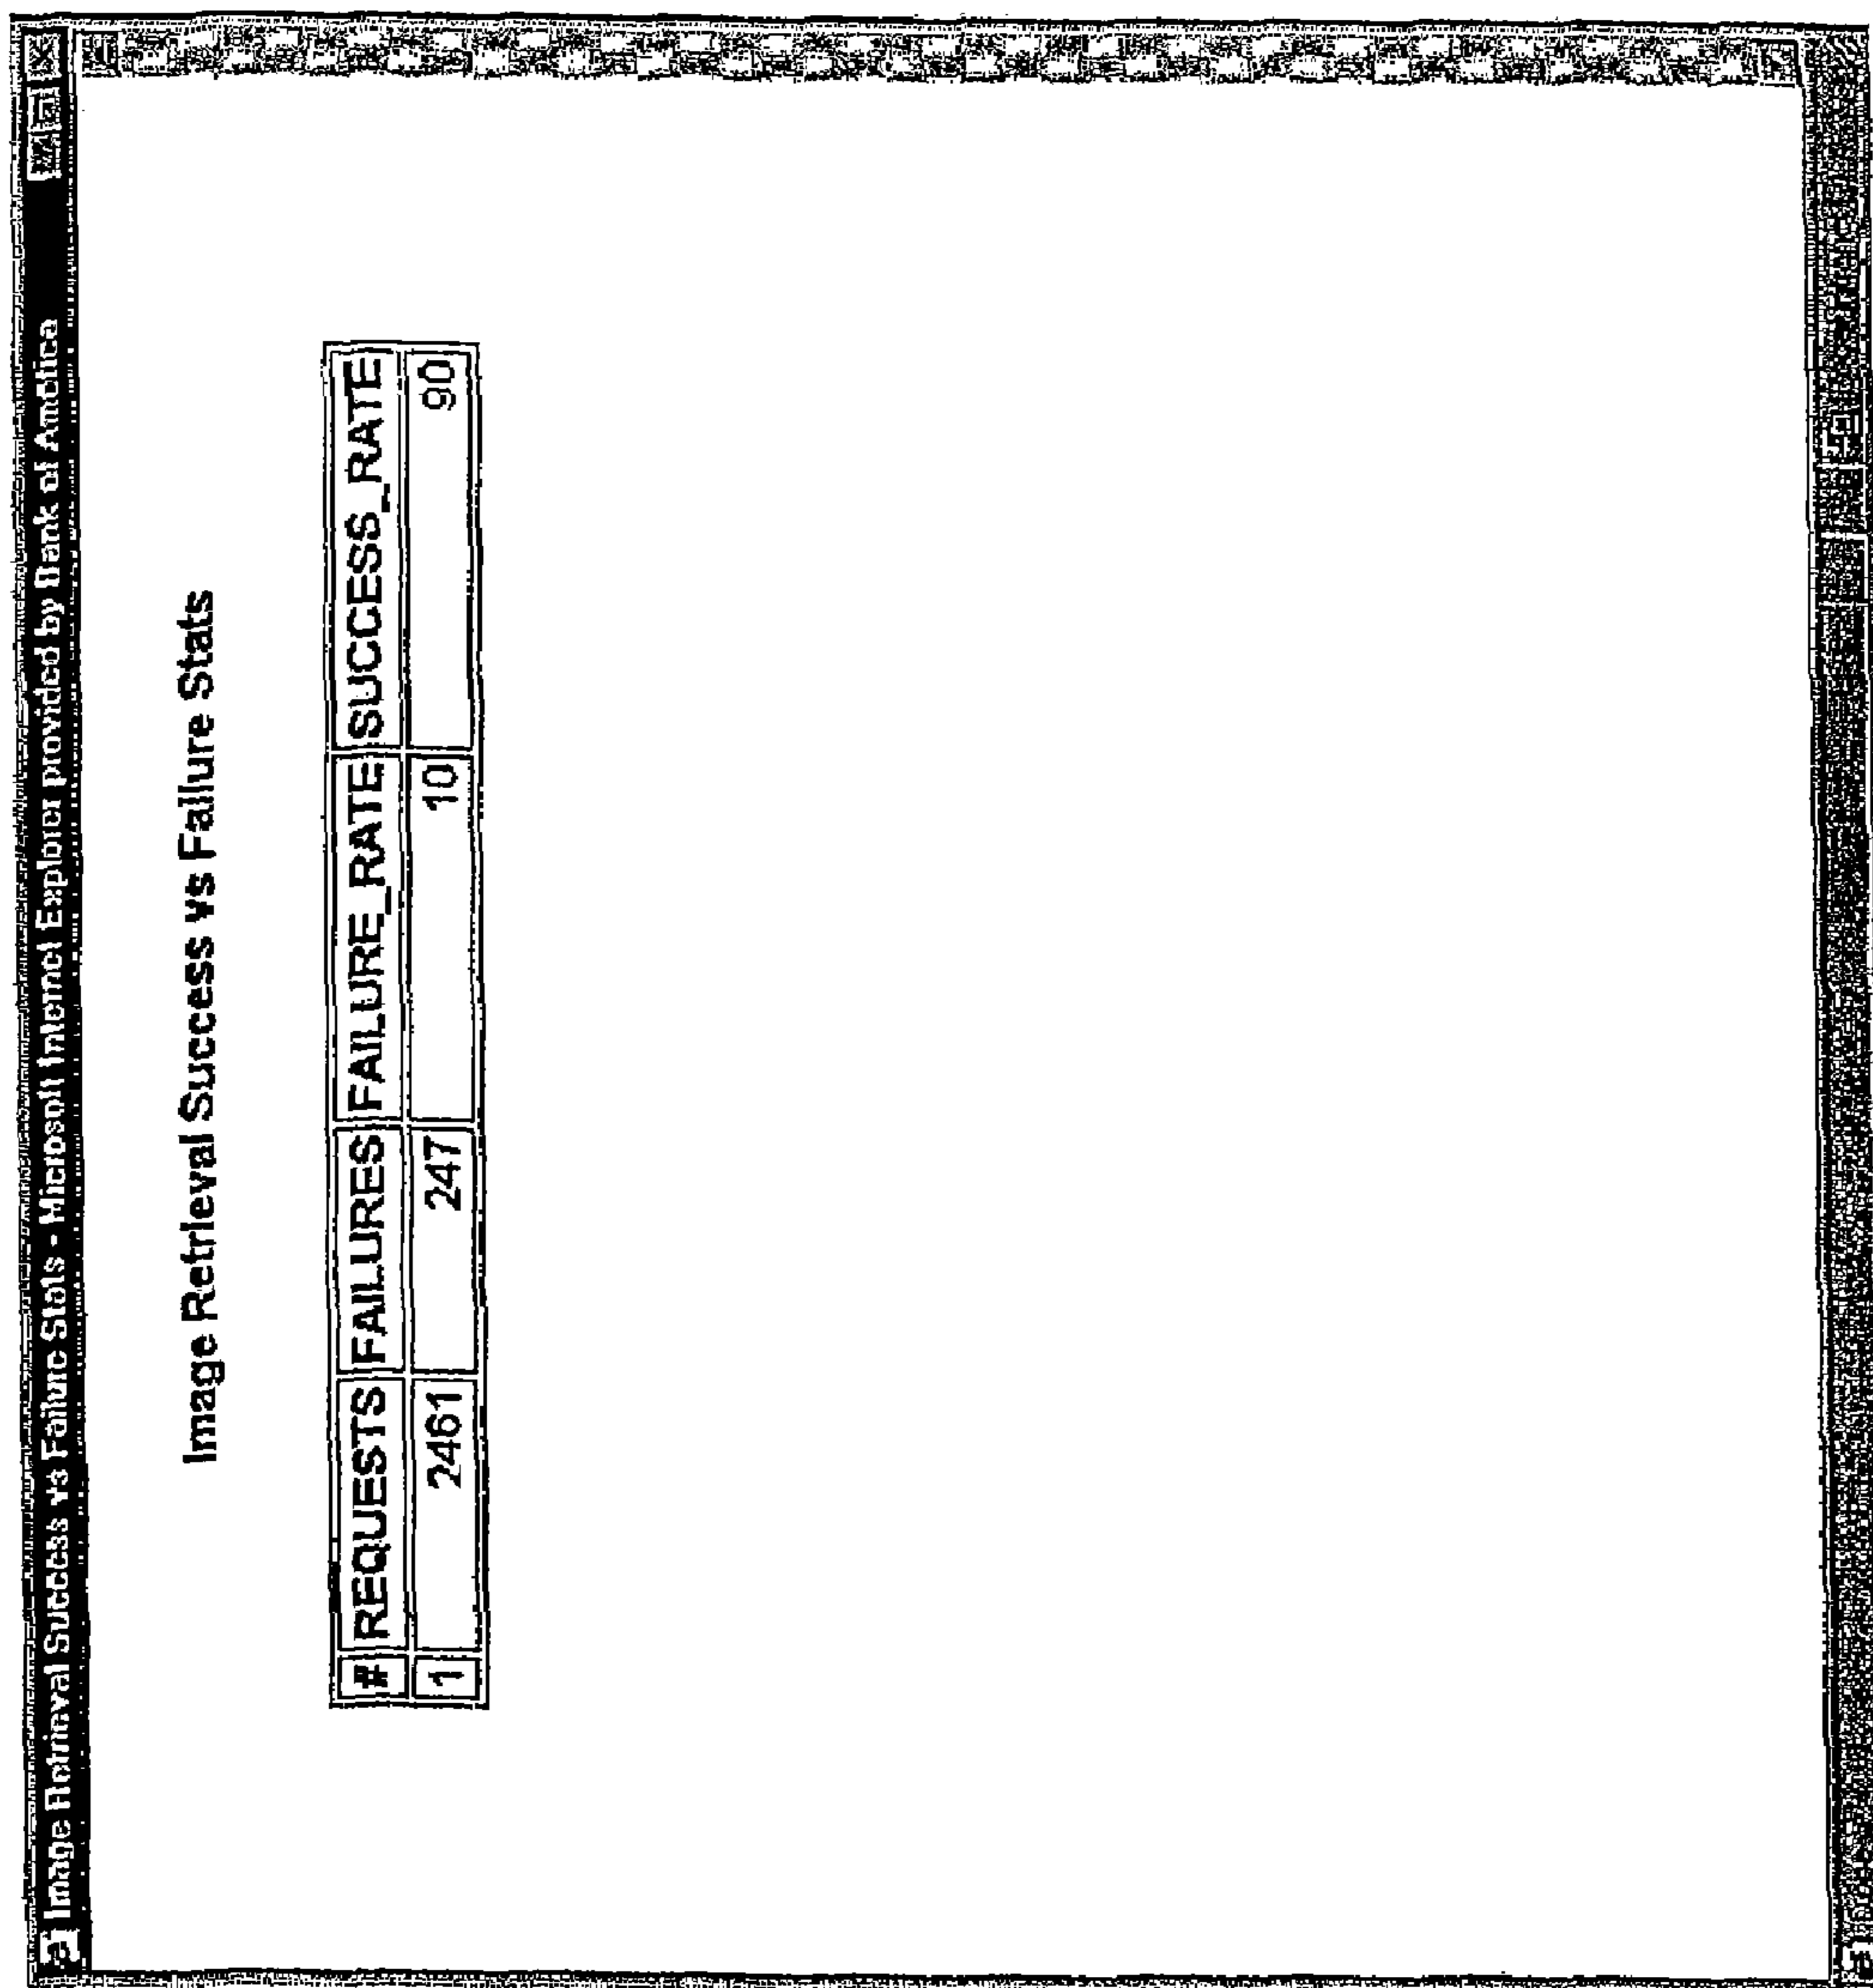 Image Retrieval Success vs Failure Stats - Microsoft Internet Explorer provided by Bank of America
Image Retrieval Success vs Failure Stats
# REQUESTS FAILURES FAILURE_RATE SUCCESS_RATE
1 2461 247 10 90